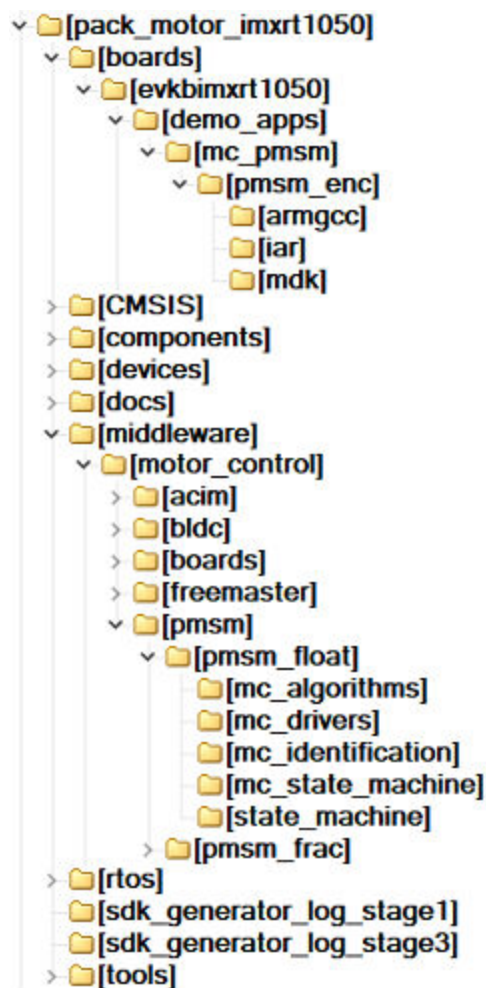 [pack_motor_imxrt1050]
[boards]
[evkbimxrt1050]
[demo_apps]
[mc_pmsm]
[pmsm_enc]
[armgcc]
[iar]
[mdk]
[CMSIS]
[components]
[devices]
[docs]
[middleware]
[motor_control]
[acim]
[bldc]
[boards]
[freemaster]
[pmsm]
[pmsm_float]
[mc_algorithms]
[mc_drivers]
[mc_identification]
[mc_state_machine]
[state_machine]
[pmsm_frac]
[rtos]
[sdk_generator_log_stage1]
[sdk_generator_log_stage3]
[tools]